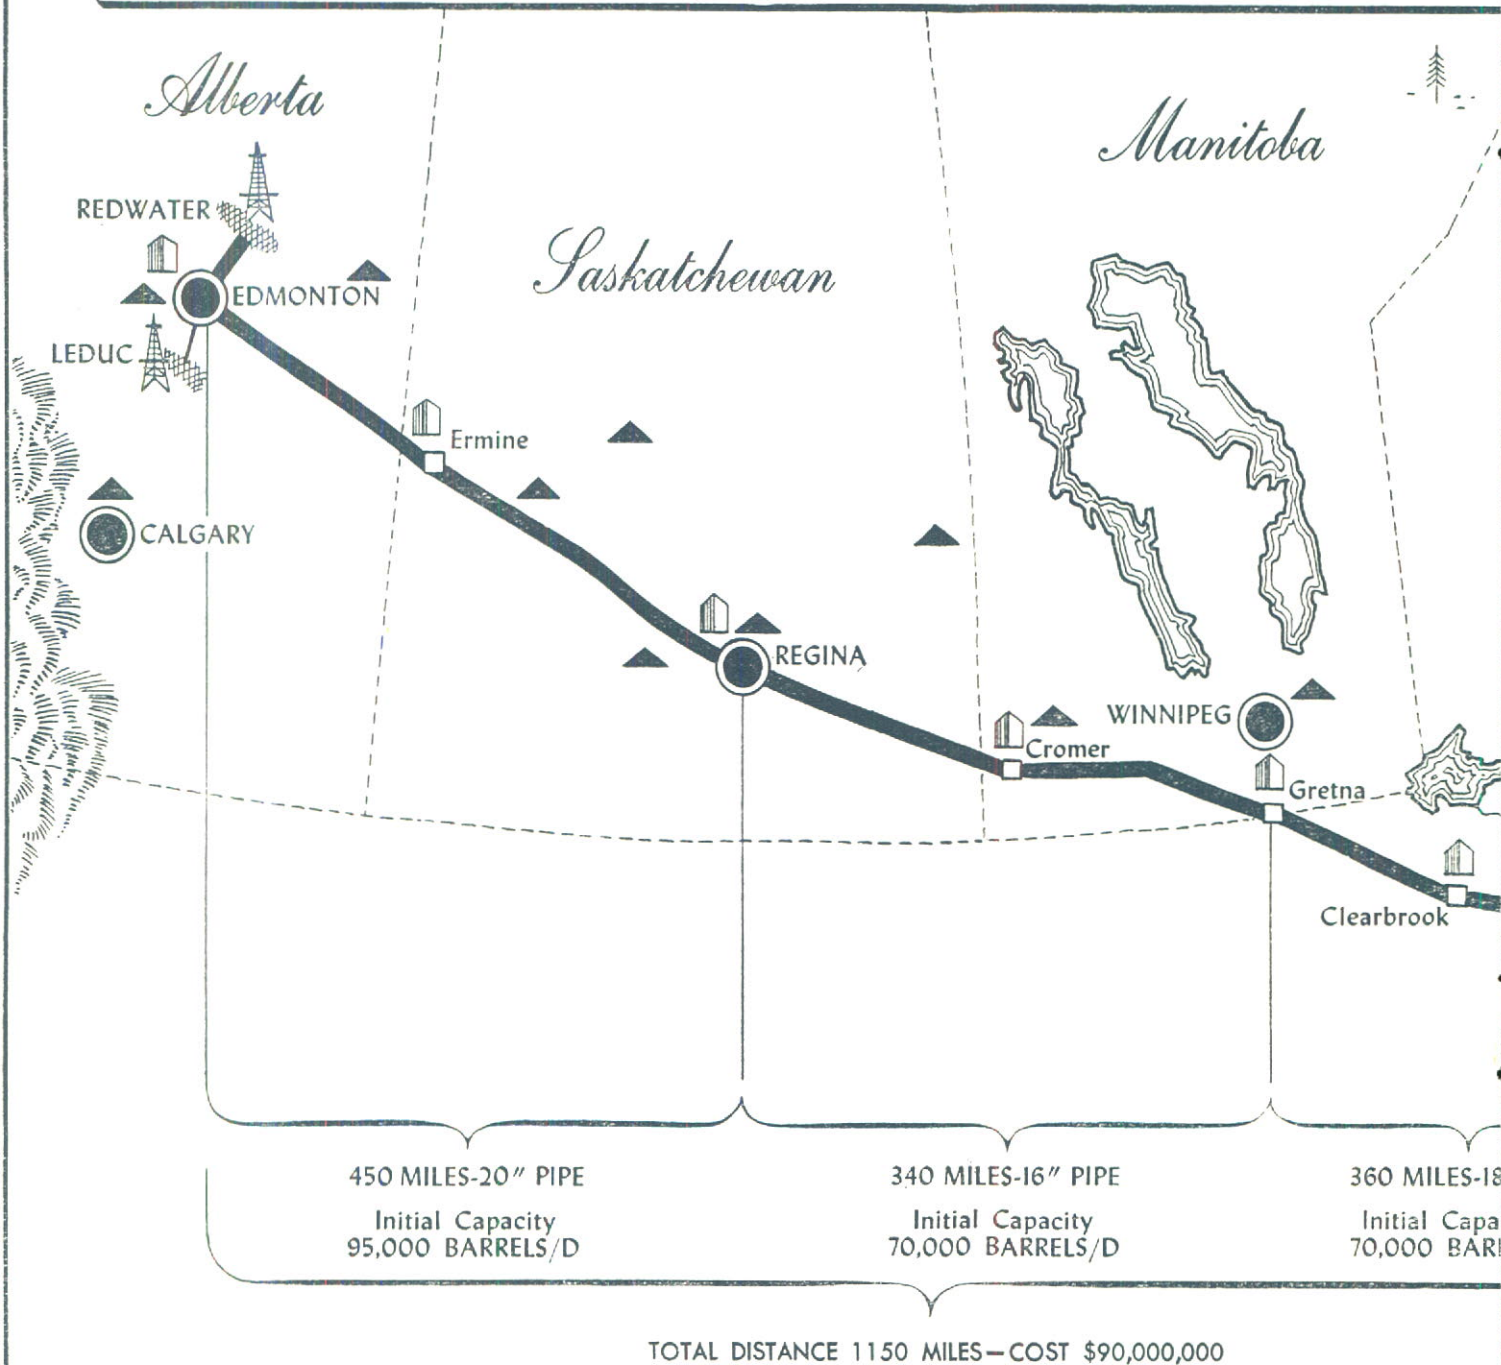 Alberta
Manitoba
REDWATER
Saskatchewan
EDMONTON
LEDUC
Ermine
CALGARY
REGINA
WINNIPEG
Cromer
Gretna
Clearbrook
450 MILES-20" PIPE
Initial Capacity
95,000 BARRELS/D
340 MILES-16" PIPE
Initial Capacity
70,000 BARRELS/D
360 MILES-18
Initial Capa
70,000 BAR
TOTAL DISTANCE 1150 MILES—COST $90,000,000